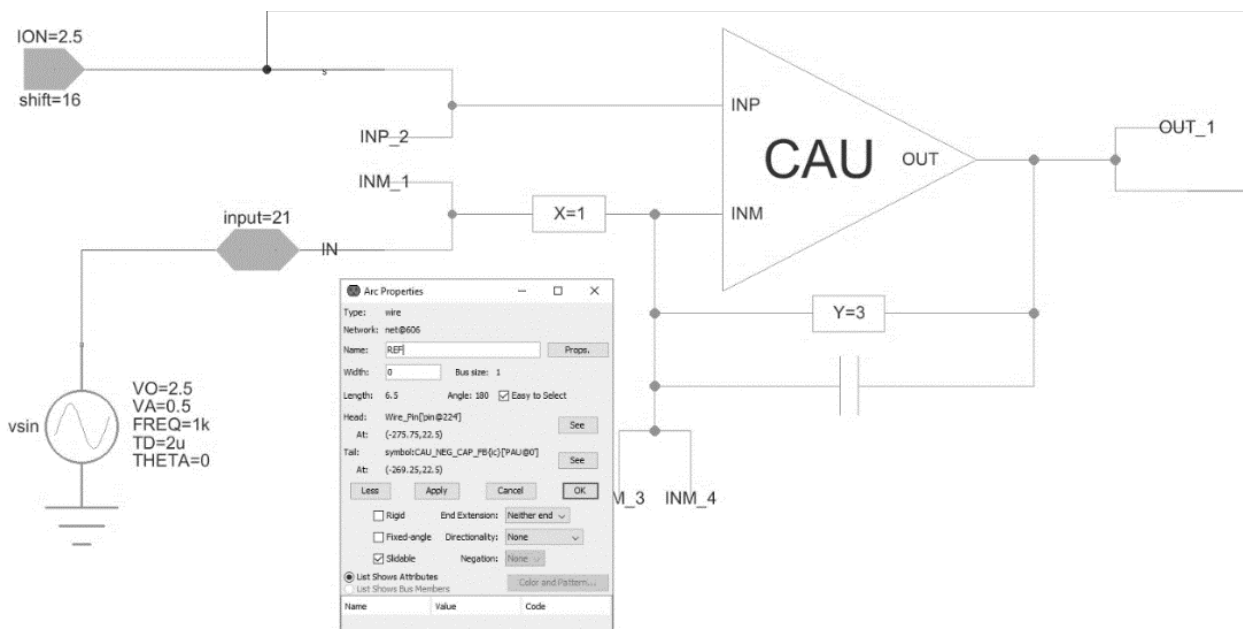 ION=2.5
shift=16
s
INP_2
INM_1
input=21
IN
X=1
INP
CAU
OUT
INM
OUT_1
Y=3
vsin
VO=2.5
VA=0.5
FREQ=1k
TD=2u
THETA=0
M_3
INM_4
Arc Properties
Type: wire
Network: net@606
Name: REF Props.
Width: 0 Bus size: 1
Length: 6.5 Angle: 180 Easy to Select
Head: Wire_Pin['pin@224']
See
At: (-275.75,22.5)
Tail: symbol:CAU_NEG_CAP_FB{ic}['PAU@0']
See
At: (-269.25,22.5)
Less Apply Cancel OK
Rigid End Extension: Neither end
Fixed-angle Directionality: None
Slidable Negation: None
List Shows Attributes Color and Pattern...
List Shows Bus Members
Name Value Code